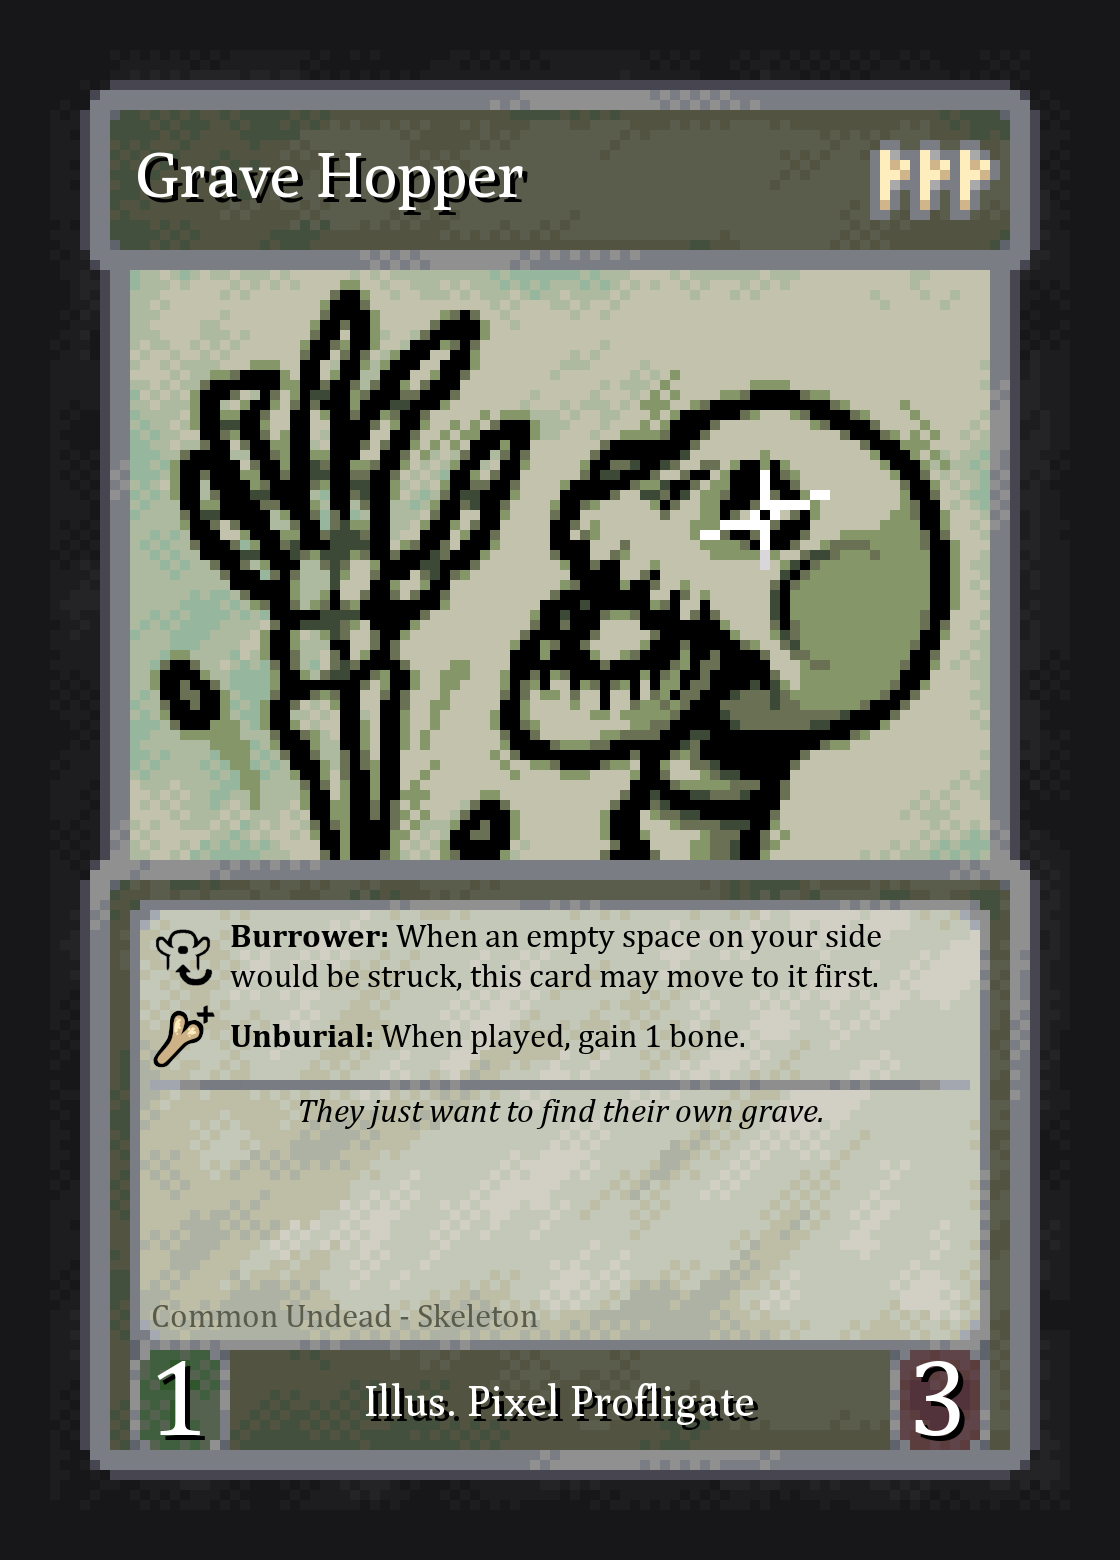 Grave Hopper
Burrower: When an empty space on your side
would be struck, this card may move to it first.
Unburial: When played, gain 1 bone.
They just want to find their own grave.
Common Undead - Skeleton
1
Illus. Pixel Profligate
3